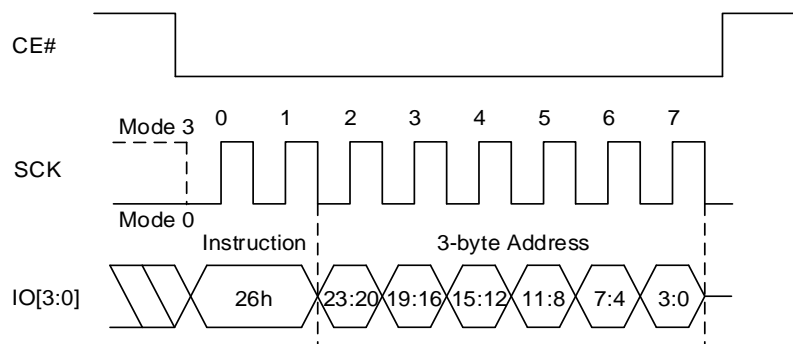 CE#
Mode 3 0 1 2 3 4 5 6 7
SCK
Mode 0
Instruction 3-byte Address
IO[3:0] 26h 23:20 19:16 15:12 11:8 7:4 3:0